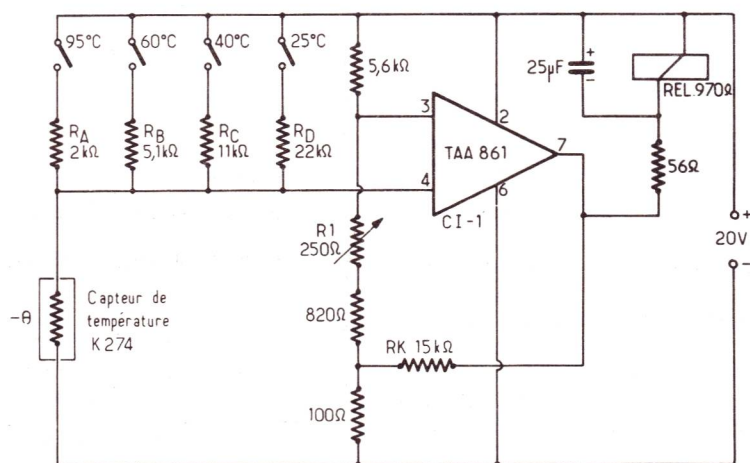 95°C
60°C
40°C
25°C
5,6kΩ
25µF
+
−
REL.970Ω
RA
2kΩ
RB
5,1kΩ
RC
11kΩ
RD
22kΩ
3
2
TAA 861
7
4
6
CI-1
56Ω
R1
250Ω
+
20V
−
-θ
Capteur de
température
K274
820Ω
RK 15kΩ
100Ω